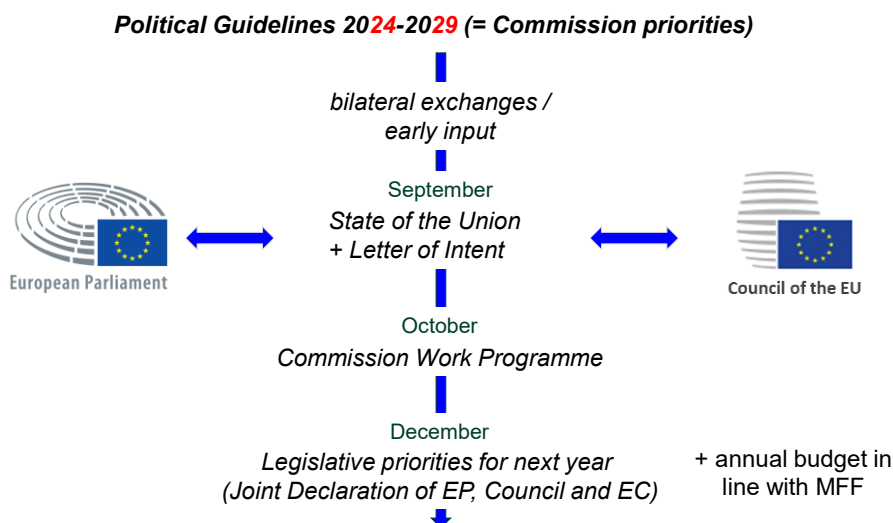 Political Guidelines 2024-2029 (= Commission priorities)
bilateral exchanges /
early input
September
State of the Union
+ Letter of Intent
European Parliament
Council of the EU
October
Commission Work Programme
December
Legislative priorities for next year
(Joint Declaration of EP, Council and EC)
+ annual budget in
line with MFF